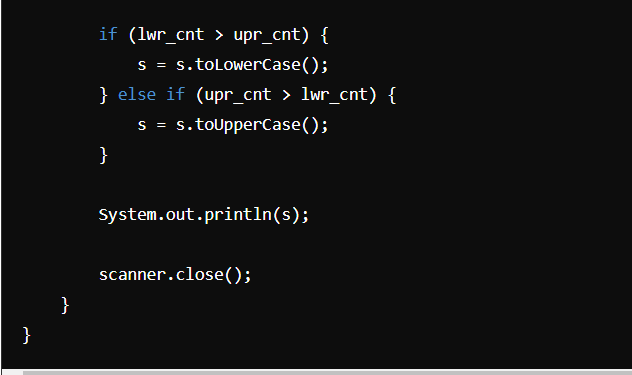 if (lwr_cnt > upr_cnt) {
s = s.toLowerCase();
} else if (upr_cnt > lwr_cnt) {
s = s.toUpperCase();
}
System.out.println(s);
scanner.close();
}
}